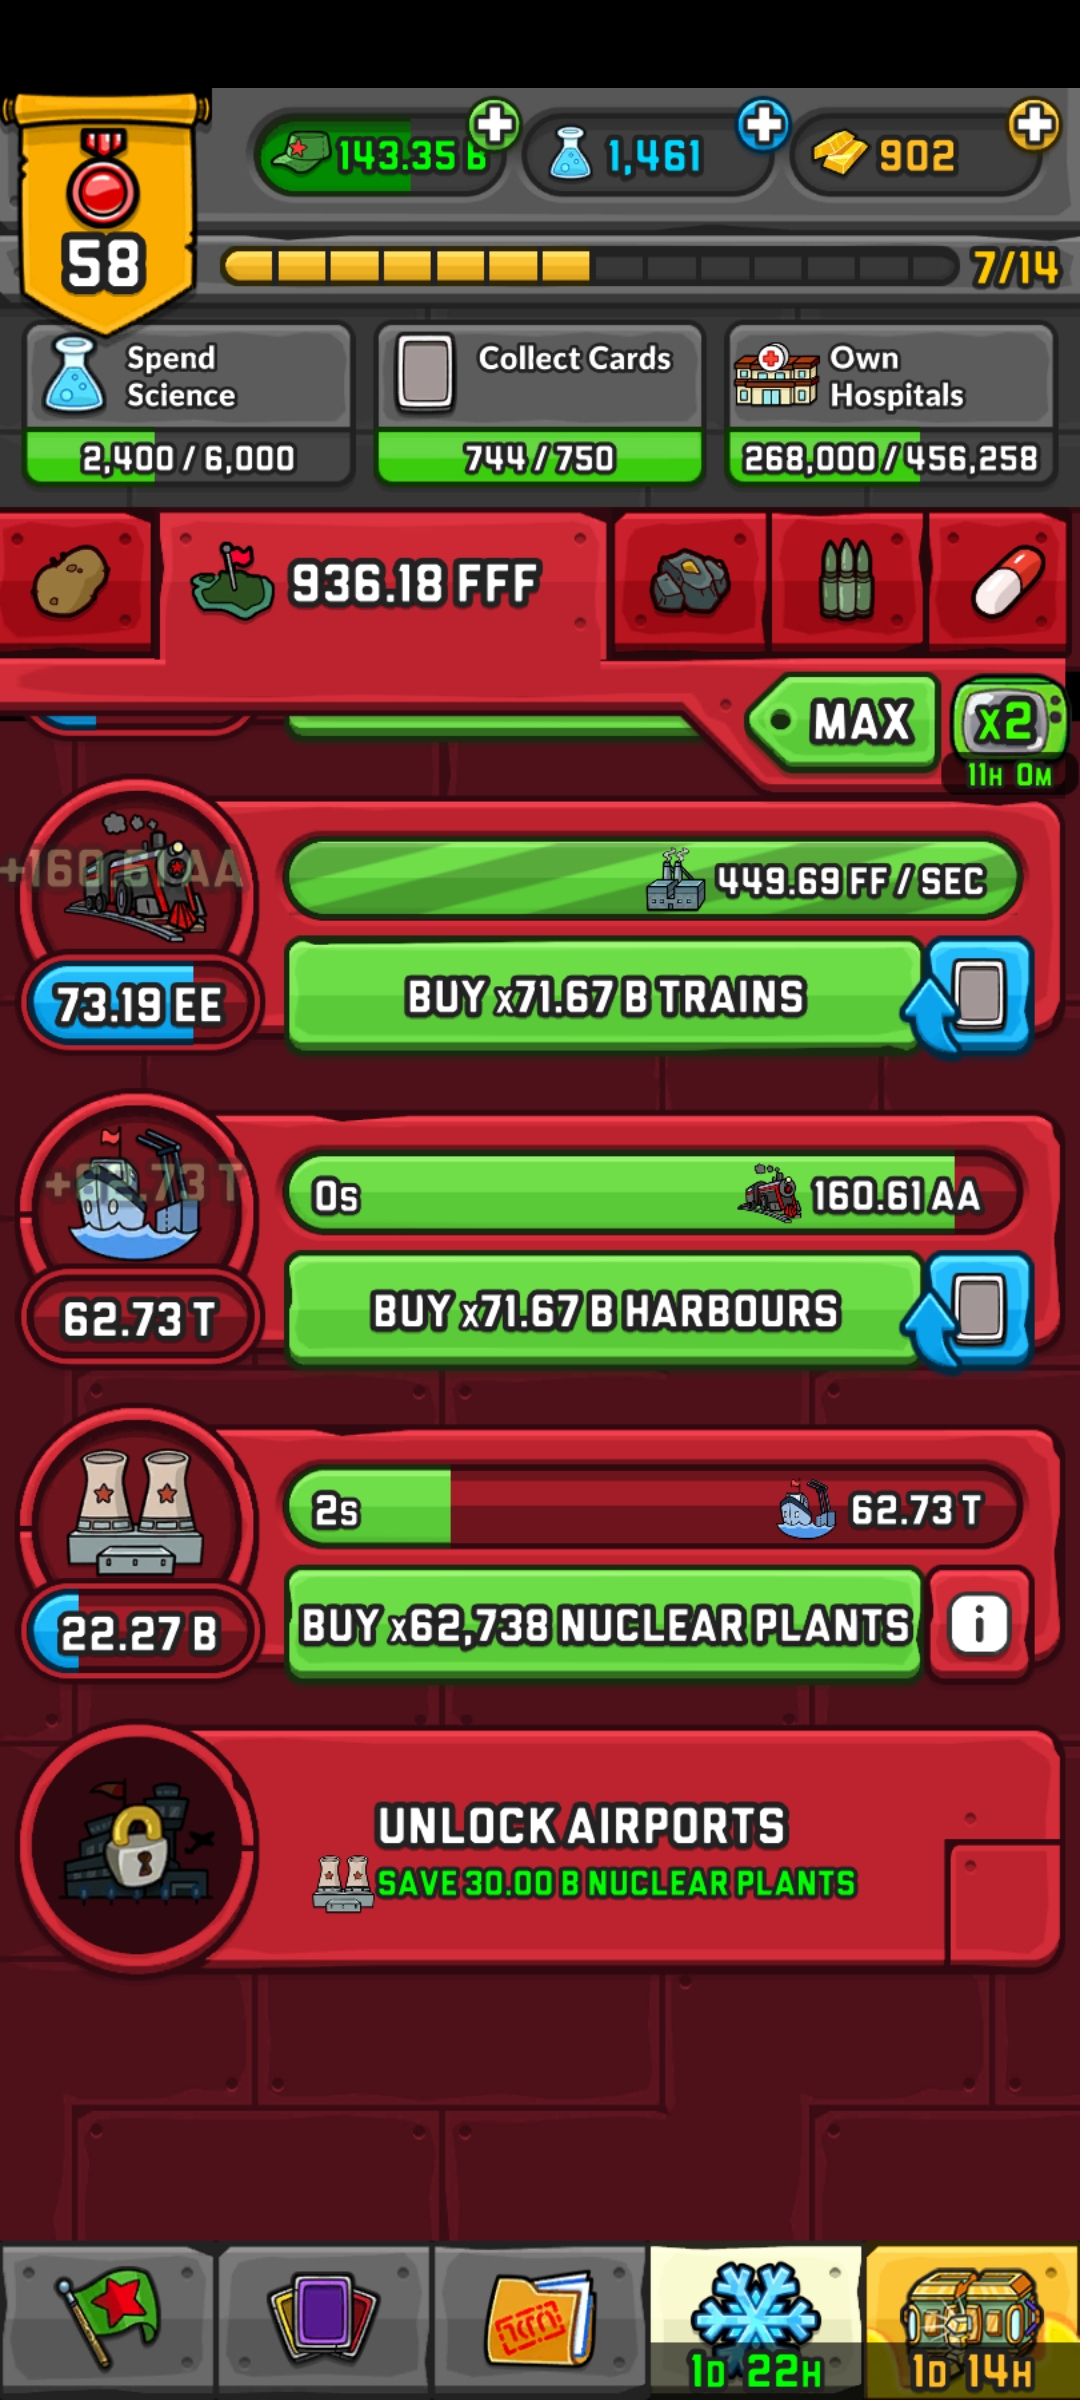 58
143.35 B
1,461
902
7/14
Spend
Science
2,400 / 6,000
Collect Cards
744 / 750
Own
Hospitals
268,000 / 456,258
936.18 FFF
MAX
x2
11H 0M
+160.61 AA
449.69 FF / SEC
73.19 EE
BUY x71.67 B TRAINS
+62.73 T
0s
160.61 AA
62.73 T
BUY x71.67 B HARBOURS
2s
62.73 T
22.27 B
BUY x62,738 NUCLEAR PLANTS
i
UNLOCK AIRPORTS
SAVE 30.00 B NUCLEAR PLANTS
1D 22H
1D 14H